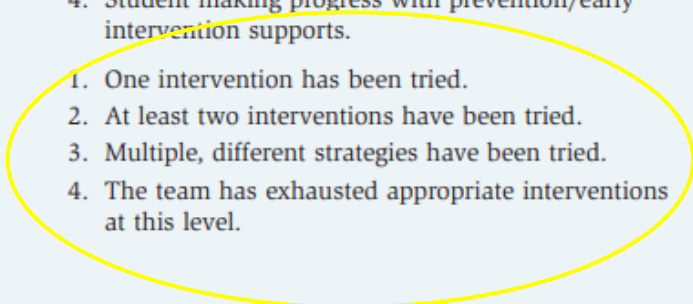 4. Student making progress with prevention/early
intervention supports.
1. One intervention has been tried.
2. At least two interventions have been tried.
3. Multiple, different strategies have been tried.
4. The team has exhausted appropriate interventions
at this level.